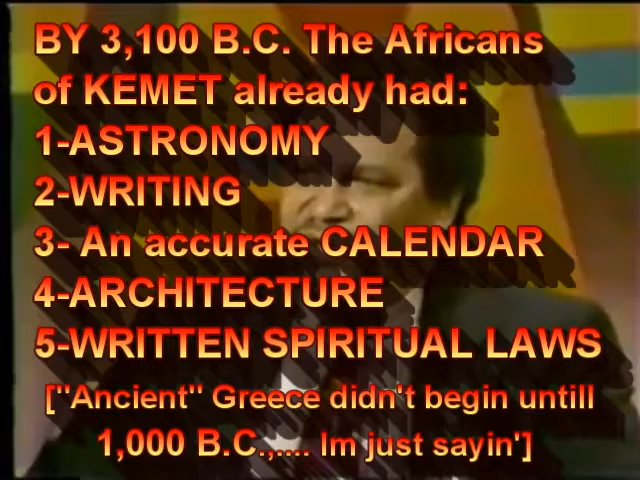 BY 3,100 B.C. The Africans
of KEMET already had:
1-ASTRONOMY
2-WRITING
3- An accurate CALENDAR
4-ARCHITECTURE
5-WRITTEN SPIRITUAL LAWS
["Ancient" Greece didn't begin untill
1,000 B.C.,.... Im just sayin']